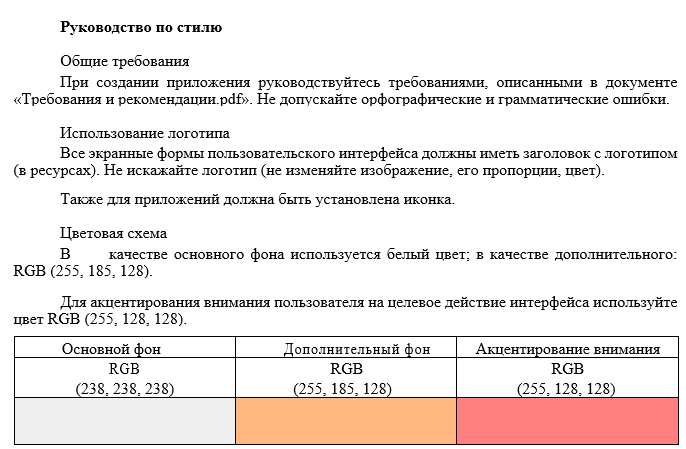 Руководство по стилю
Общие требования
При создании приложения руководствуйтесь требованиями, описанными в документе
«Требования и рекомендации.pdf». Не допускайте орфографические и грамматические ошибки.
Использование логотипа
Все экранные формы пользовательского интерфейса должны иметь заголовок с логотипом
(в ресурсах). Не искажайте логотип (не изменяйте изображение, его пропорции, цвет).
Также для приложений должна быть установлена иконка.
Цветовая схема
В качестве основного фона используется белый цвет; в качестве дополнительного:
RGB (255, 185, 128).
Для акцентирования внимания пользователя на целевое действие интерфейса используйте
цвет RGB (255, 128, 128).
Основной фон Дополнительный фон Акцентирование внимания
RGB RGB RGB
(238, 238, 238) (255, 185, 128) (255, 128, 128)